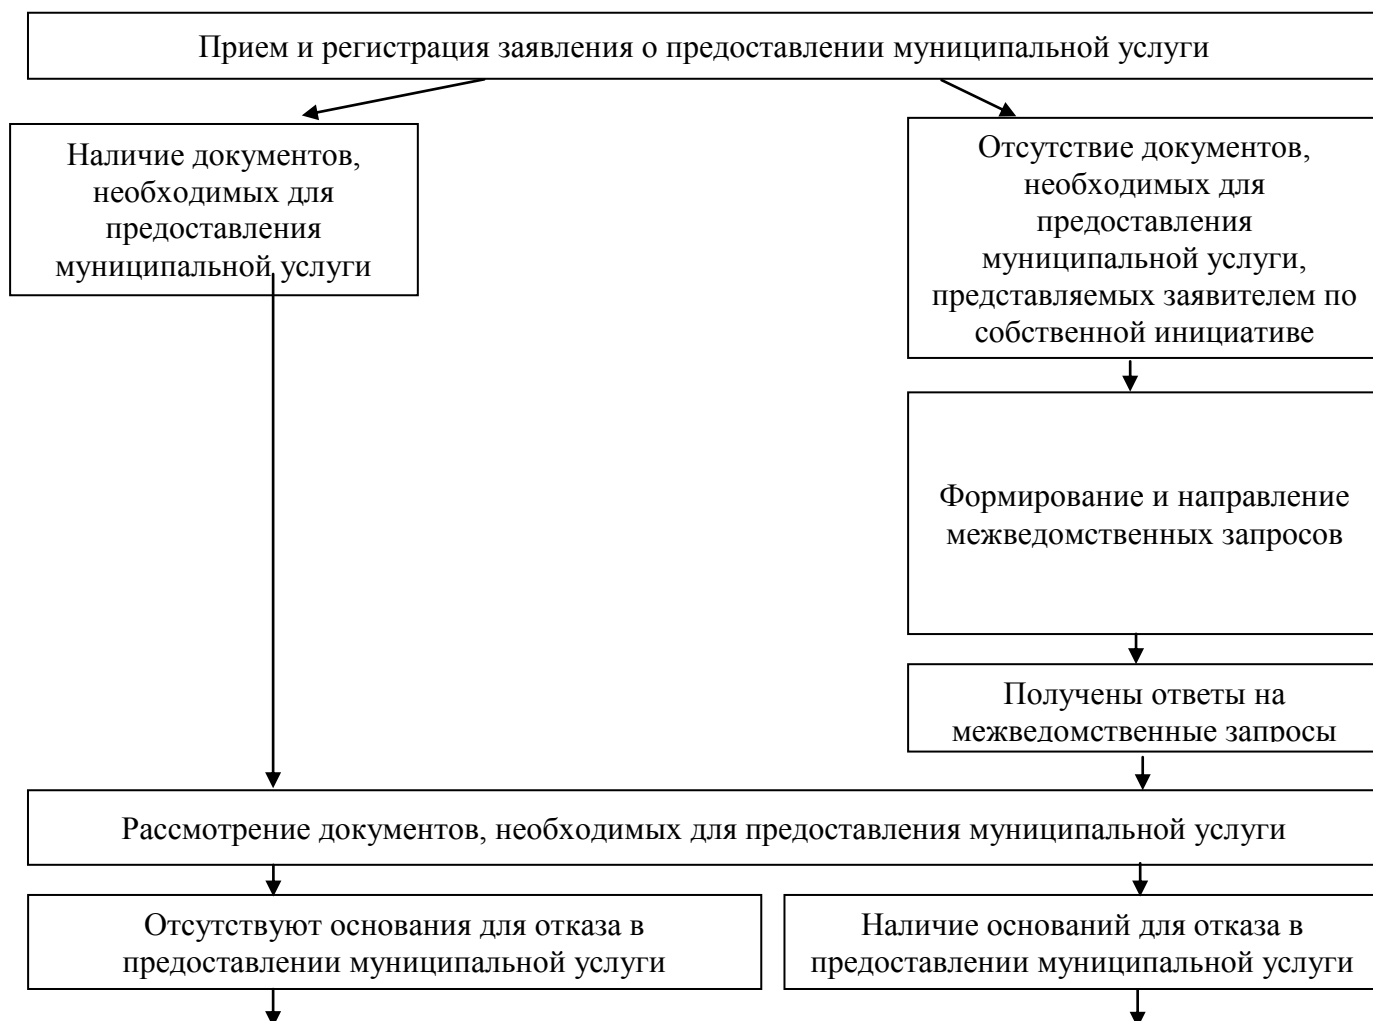 Прием и регистрация заявления о предоставлении муниципальной услуги
Наличие документов,
необходимых для
предоставления
муниципальной услуги
Отсутствие документов,
необходимых для
предоставления
муниципальной услуги,
представляемых заявителем по
собственной инициативе
Формирование и направление
межведомственных запросов
Получены ответы на
межведомственные запросы
Рассмотрение документов, необходимых для предоставления муниципальной услуги
Отсутствуют основания для отказа в
предоставлении муниципальной услуги
Наличие оснований для отказа в
предоставлении муниципальной услуги